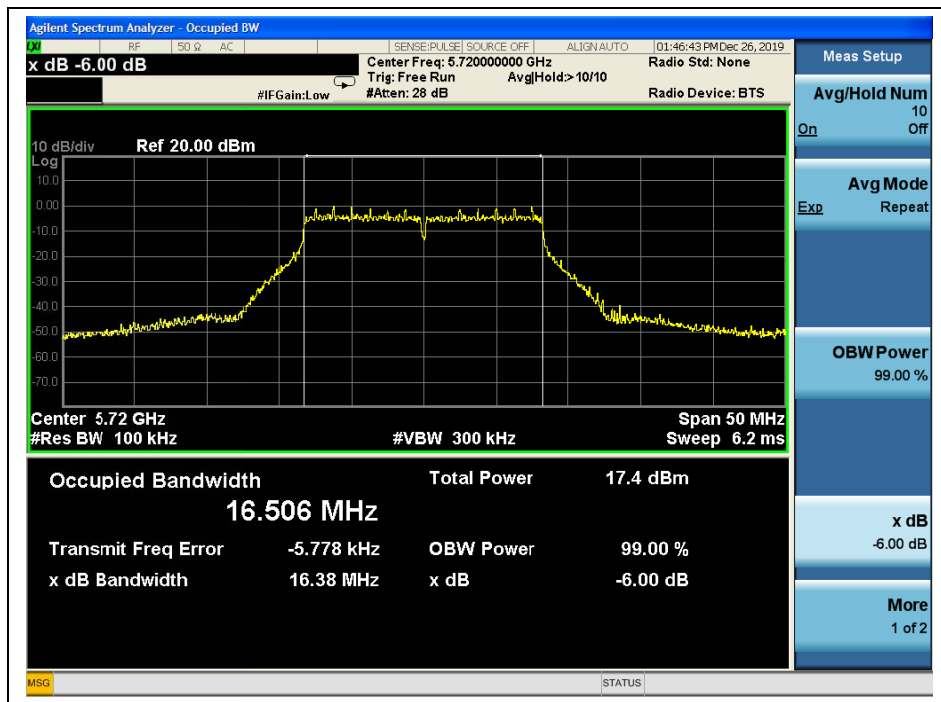 Agilent Spectrum Analyzer - Occupied BW
LXI RF 50 Ω AC SENSE:PULSE SOURCE OFF ALIGN AUTO 01:46:43 PM Dec 26, 2019
x dB -6.00 dB
Center Freq: 5.720000000 GHz
Radio Std: None
Trig: Free Run Avg|Hold:>10/10
#IFGain:Low
#Atten: 28 dB
Radio Device: BTS
10 dB/div
Ref 20.00 dBm
Log
10.0
0.00
-10.0
-20.0
-30.0
-40.0
-50.0
-60.0
-70.0
Center 5.72 GHz
Span 50 MHz
#Res BW 100 kHz
#VBW 300 kHz
Sweep 6.2 ms
Occupied Bandwidth
16.506 MHz
Total Power 17.4 dBm
Transmit Freq Error -5.778 kHz
OBW Power 99.00 %
x dB Bandwidth 16.38 MHz
x dB -6.00 dB
Meas Setup
Avg/Hold Num
10
On Off
Avg Mode
Exp Repeat
OBW Power
99.00 %
x dB
-6.00 dB
More
1 of 2
MSG
STATUS